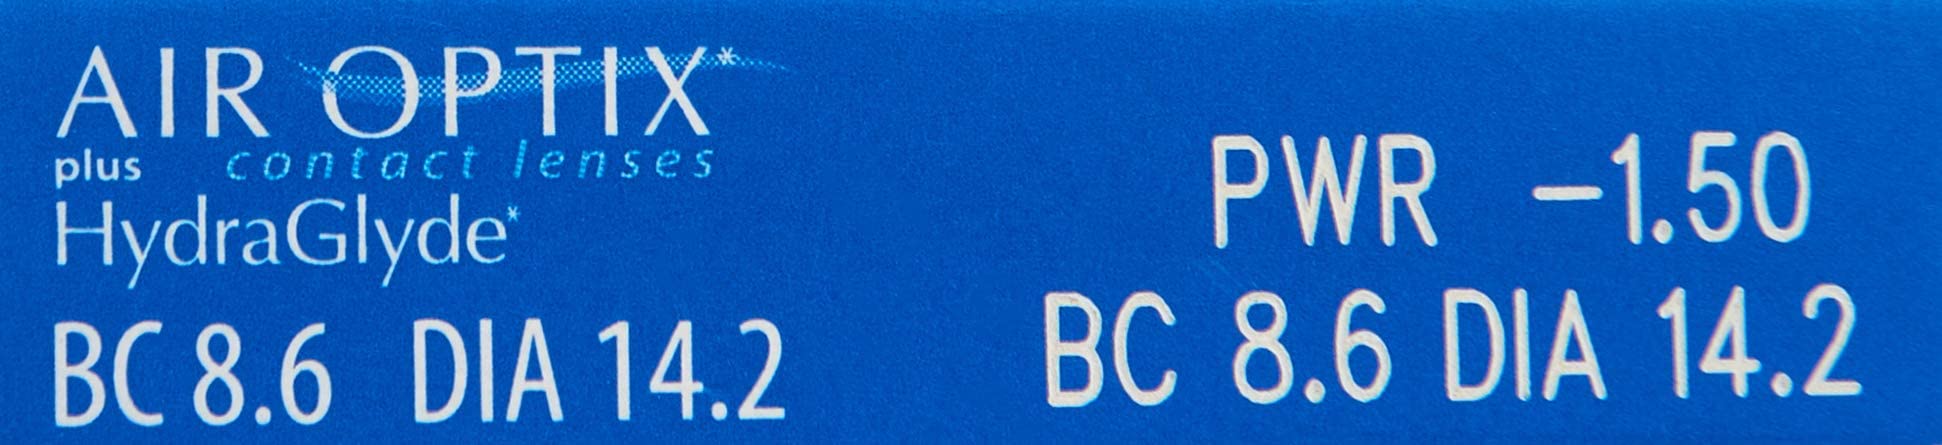 AIR OPTIX*
plus contact lenses
HydraGlyde*
BC 8.6 DIA 14.2
PWR -1.50
BC 8.6 DIA 14.2